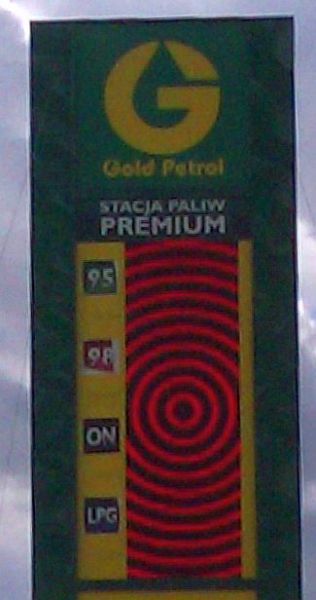 Gold Petrol
STACJA PALIW
PREMIUM
95
98
ON
LPG